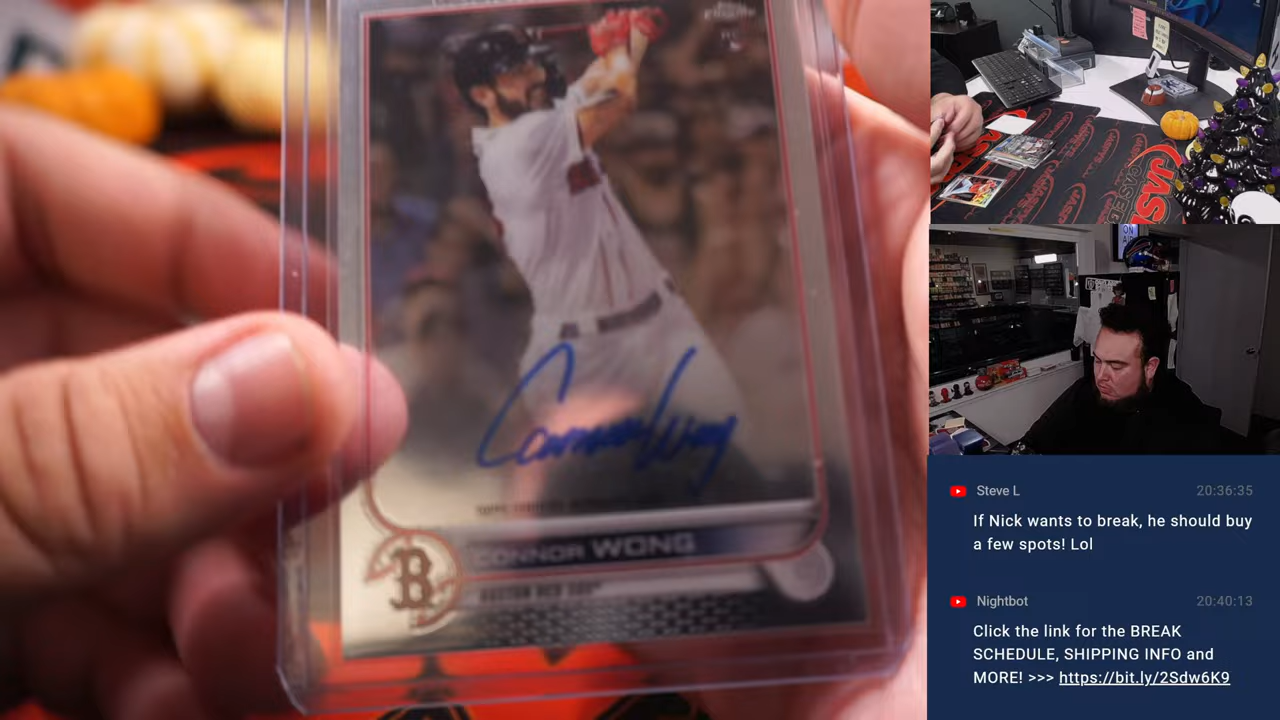 Connor Wong
B
CONNOR WONG
BOSTON RED SOX
Steve L
20:36:35
If Nick wants to break, he should buy
a few spots! Lol
Nightbot
20:40:13
Click the link for the BREAK
SCHEDULE, SHIPPING INFO and
MORE! >>> https://bit.ly/2Sdw6K9